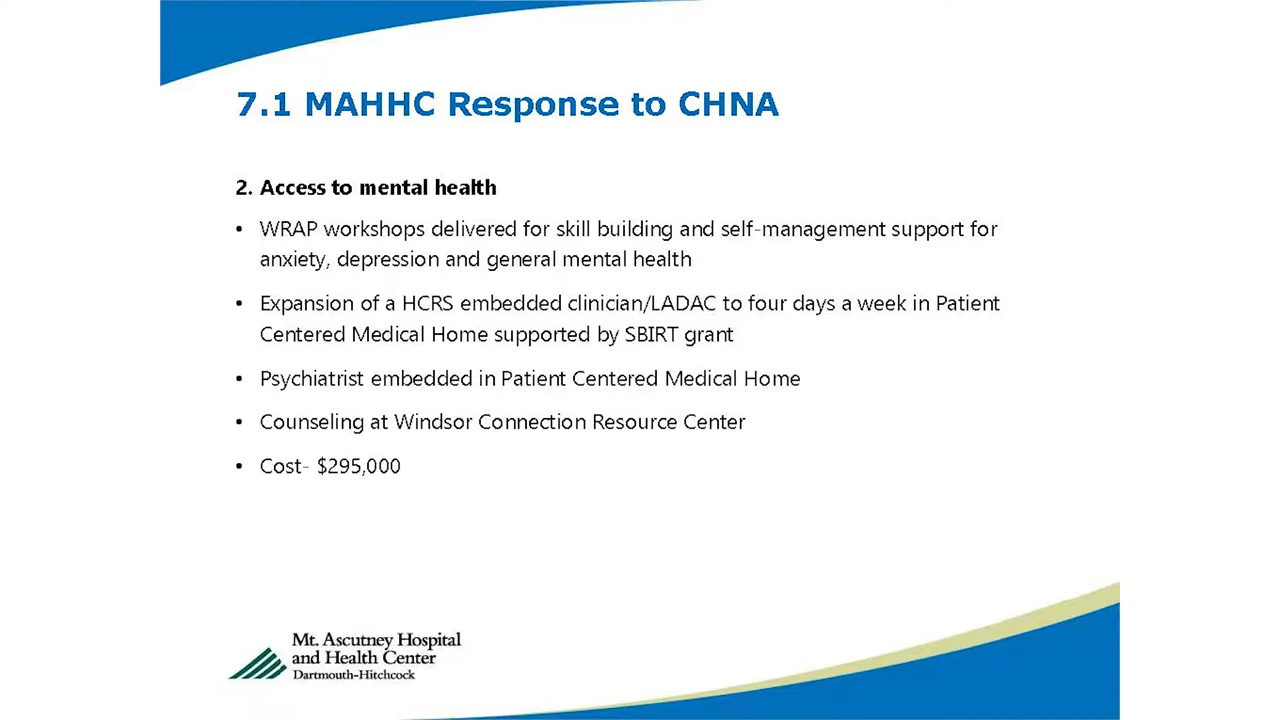 7.1 MAHHC Response to CHNA
2. Access to mental health
• WRAP workshops delivered for skill building and self-management support for
anxiety, depression and general mental health
• Expansion of a HCRS embedded clinician/LADAC to four days a week in Patient
Centered Medical Home supported by SBIRT grant
• Psychiatrist embedded in Patient Centered Medical Home
• Counseling at Windsor Connection Resource Center
• Cost- $295,000
Mt. Ascutney Hospital
and Health Center
Dartmouth-Hitchcock